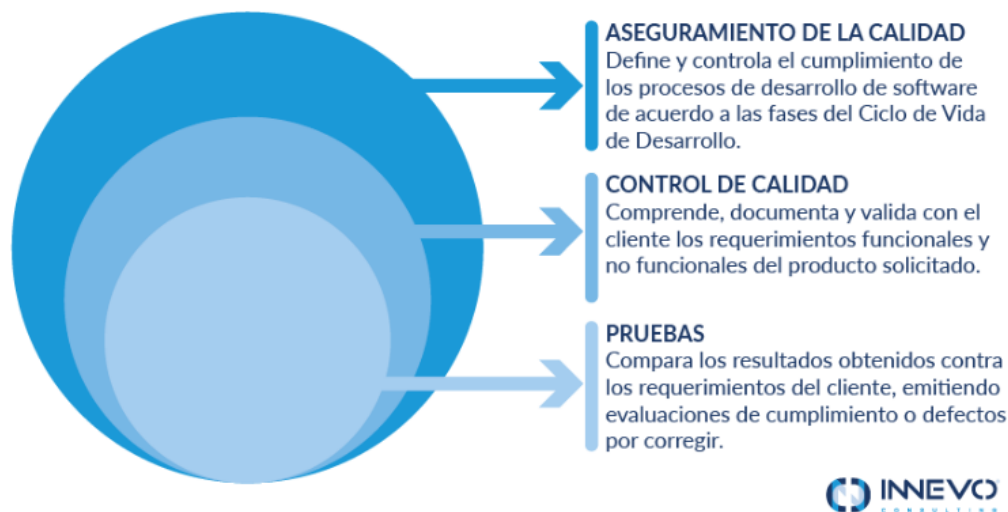 ASEGURAMIENTO DE LA CALIDAD
Define y controla el cumplimiento de
los procesos de desarrollo de software
de acuerdo a las fases del Ciclo de Vida
de Desarrollo.
CONTROL DE CALIDAD
Comprende, documenta y valida con el
cliente los requerimientos funcionales y
no funcionales del producto solicitado.
PRUEBAS
Compara los resultados obtenidos contra
los requerimientos del cliente, emitiendo
evaluaciones de cumplimiento o defectos
por corregir.
INNEVO
CONSULTING